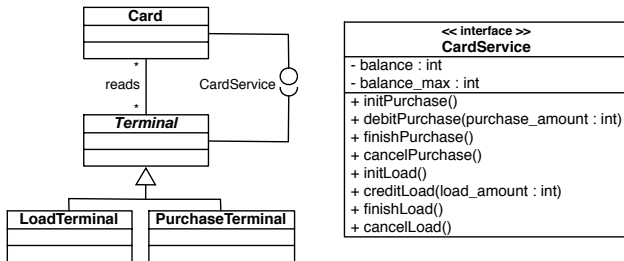 Card
*
reads
CardService
*
Terminal
LoadTerminal
PurchaseTerminal
<< interface >>
CardService
- balance : int
- balance_max : int
+ initPurchase()
+ debitPurchase(purchase_amount : int)
+ finishPurchase()
+ cancelPurchase()
+ initLoad()
+ creditLoad(load_amount : int)
+ finishLoad()
+ cancelLoad()